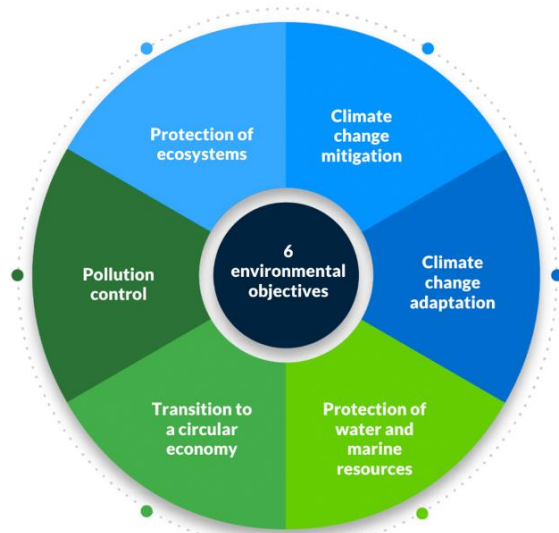 Protection of
ecosystems
Climate
change
mitigation
Pollution
control
6
environmental
objectives
Climate
change
adaptation
Transition to
a circular
economy
Protection of
water and
marine
resources